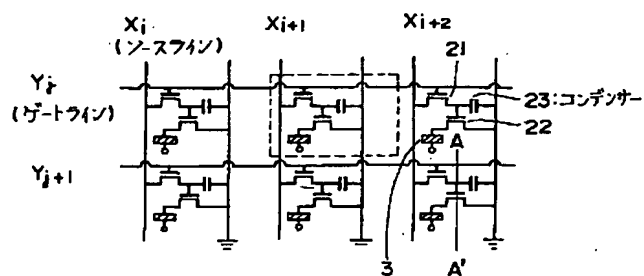 Xi Xi+1 Xi+2
(ソースライン) 21
Yj
(ゲートライン) 23:コンデンサー
22
A
Yj+1
3 A'